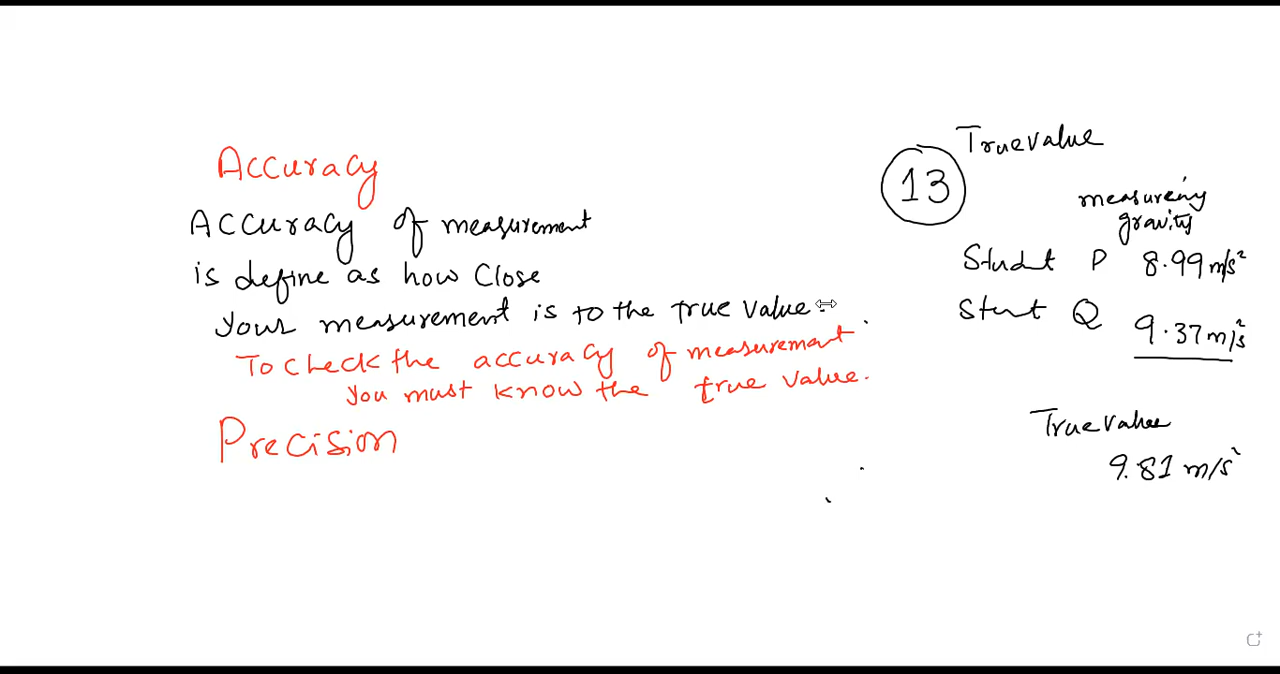 Accuracy
Accuracy of measurement
is define as how close
your measurement is to the true value
To check the accuracy of measurement
you must know the true value.
Precision
True value
13
measureing
gravity
Studnt P 8.99 m/s²
Stunt Q 9.37 m/s²
True value
9.81 m/s²